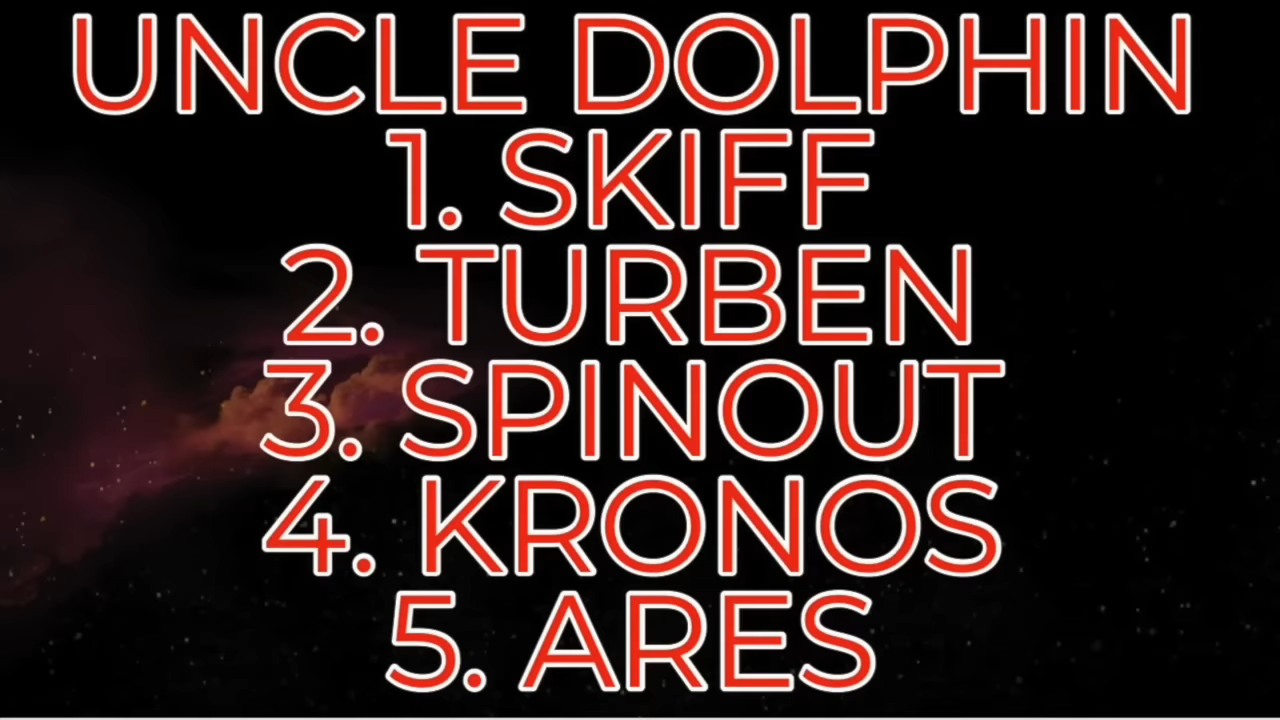 UNCLE DOLPHIN
1. SKIFF
2. TURBEN
3. SPINOUT
4. KRONOS
5. ARES